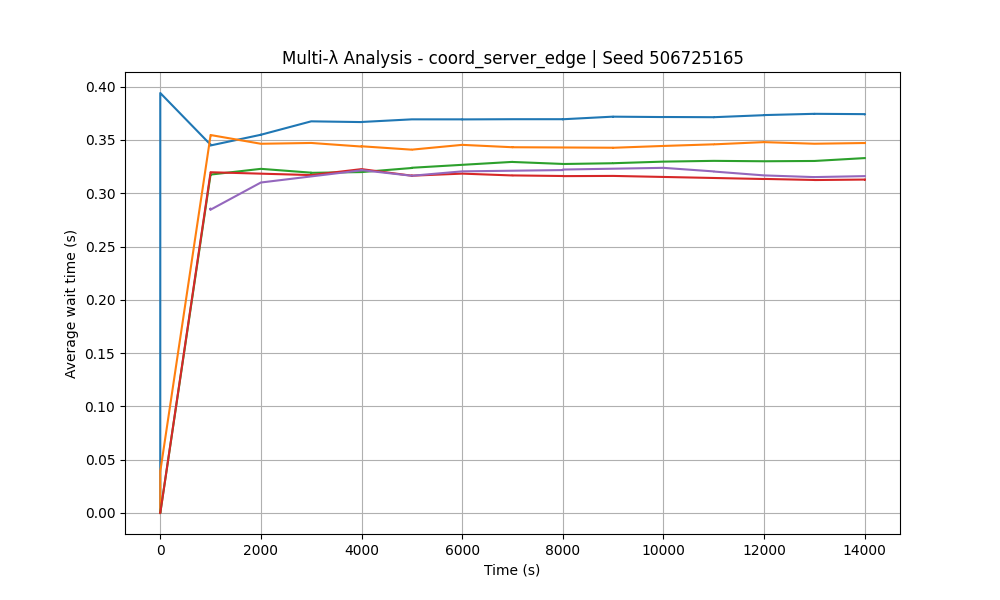 Multi-λ Analysis - coord_server_edge | Seed 506725165
Average wait time (s)
0.40
0.35
0.30
0.25
0.20
0.15
0.10
0.05
0.00
0 2000 4000 6000 8000 10000 12000 14000
Time (s)